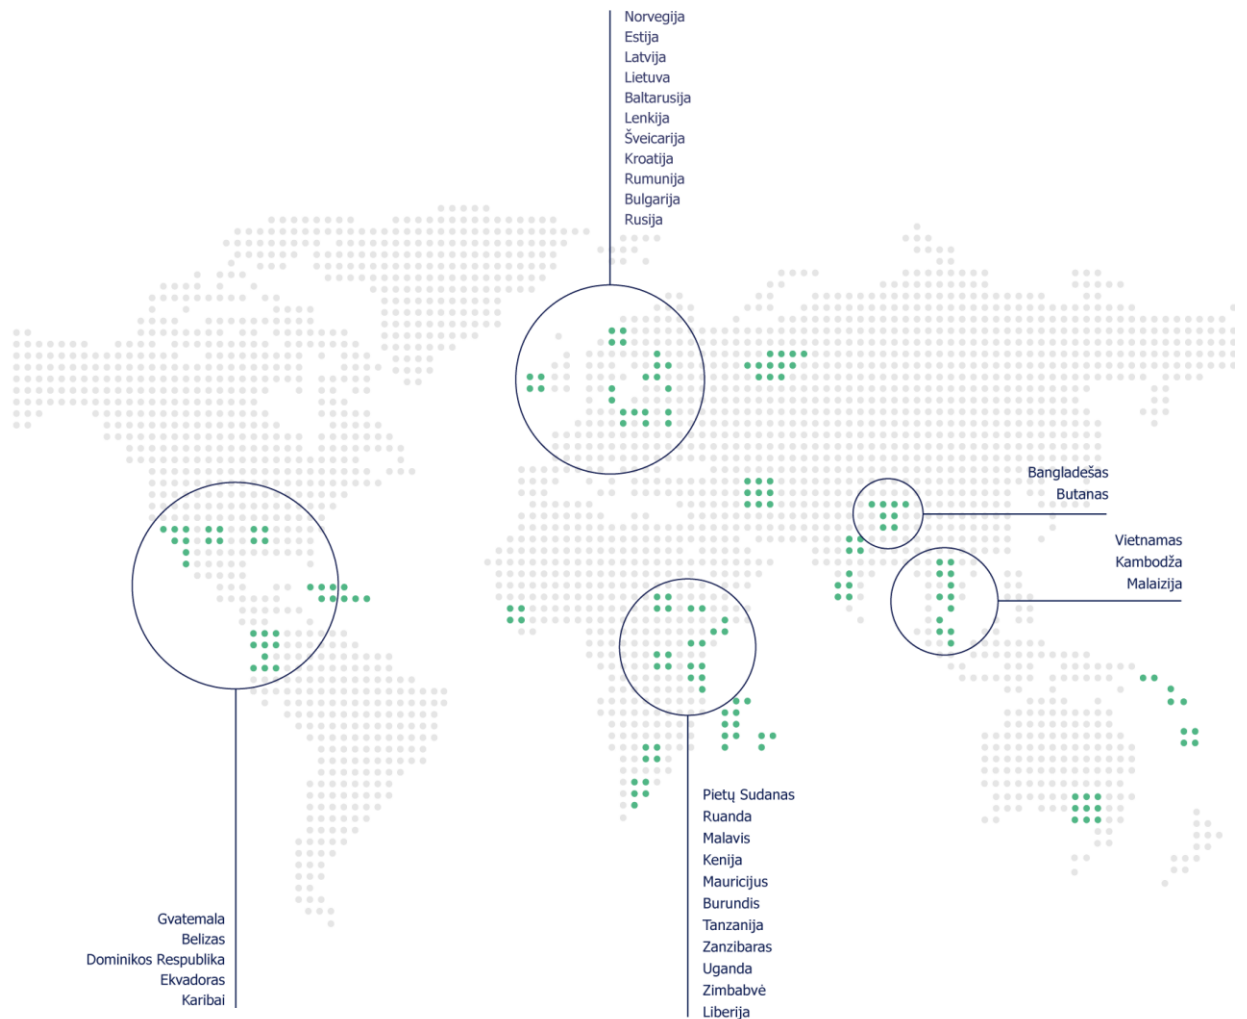 Norvegija
Estija
Latvija
Lietuva
Baltarusija
Lenkija
Šveicarija
Kroatija
Rumunija
Bulgarija
Rusija
Bangladešas
Butanas
Vietnamas
Kambodža
Malaizija
Pietų Sudanas
Ruanda
Malavis
Kenija
Mauricijus
Burundis
Tanzanija
Zanzibaras
Uganda
Zimbabvė
Liberija
Gvatemala
Belizas
Dominikos Respublika
Ekvadoras
Karibai